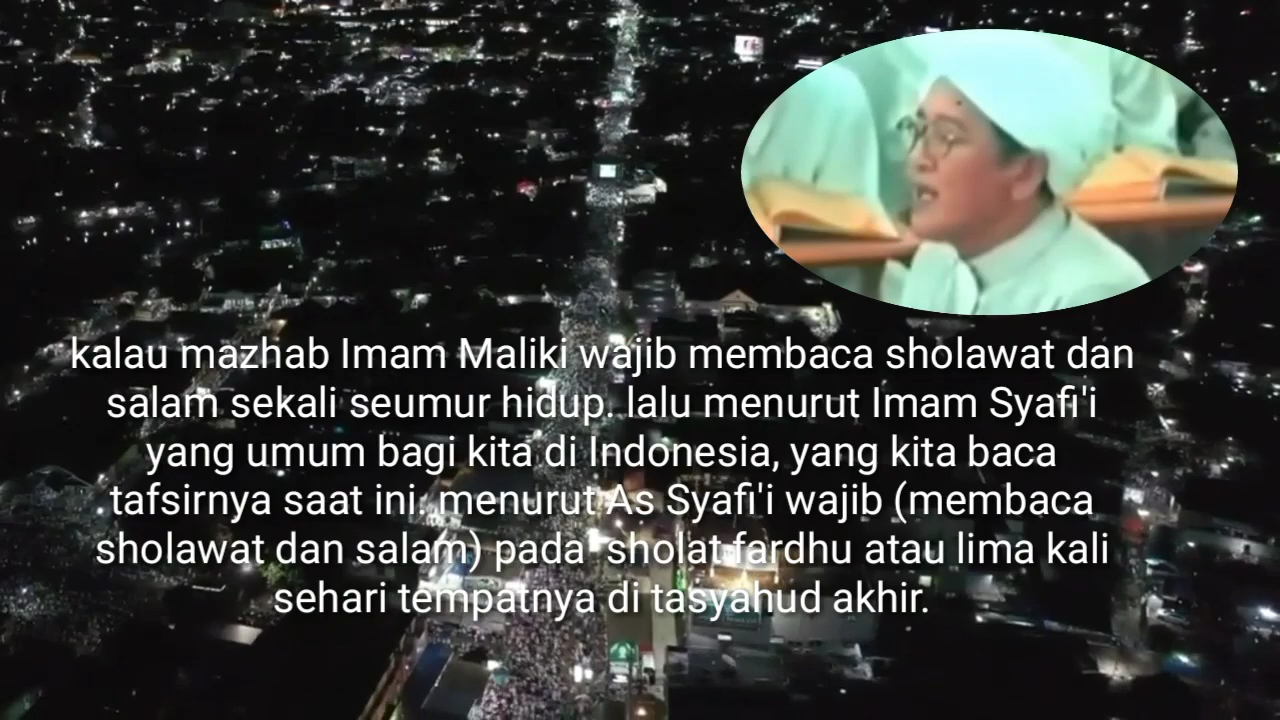 kalau mazhab Imam Maliki wajib membaca sholawat dan
salam sekali seumur hidup. lalu menurut Imam Syafi'i
yang umum bagi kita di Indonesia, yang kita baca
tafsirnya saat ini. menurut As Syafi'i wajib (membaca
sholawat dan salam) pada sholat fardhu atau lima kali
sehari tempatnya di tasyahud akhir.